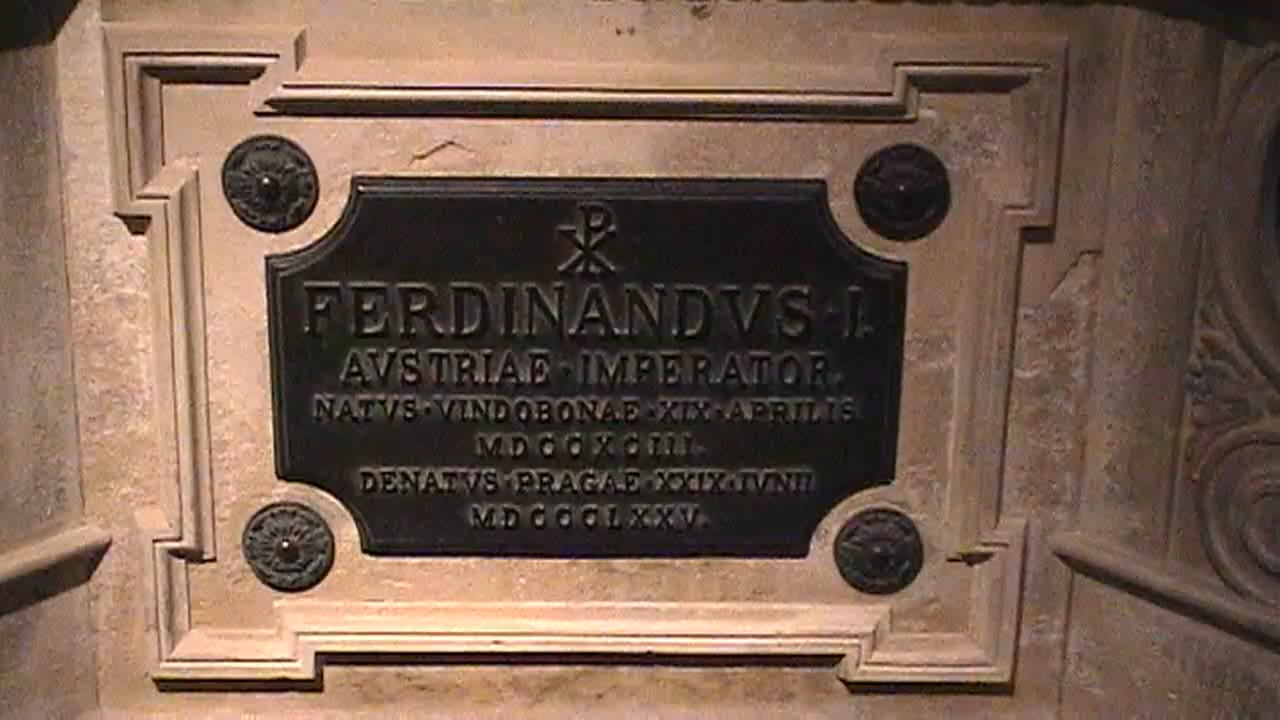 ☧
FERDINANDVS · I.
AVSTRIAE · IMPERATOR.
NATVS · VINDOBONAE · XIX · APRILIS
MDCCXCIII.
DENATVS · PRAGAE · XXIX · IVNII
MDCCCLXXV.